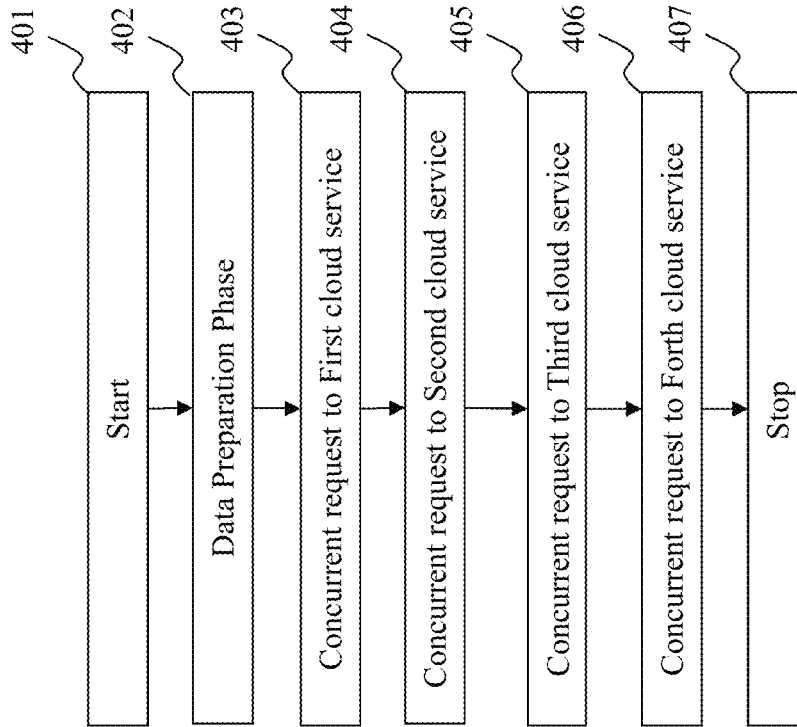 401
Start
402
Data Preparation Phase
403
Concurrent request to First cloud service
404
Concurrent request to Second cloud service
405
Concurrent request to Third cloud service
406
Concurrent request to Forth cloud service
407
Stop